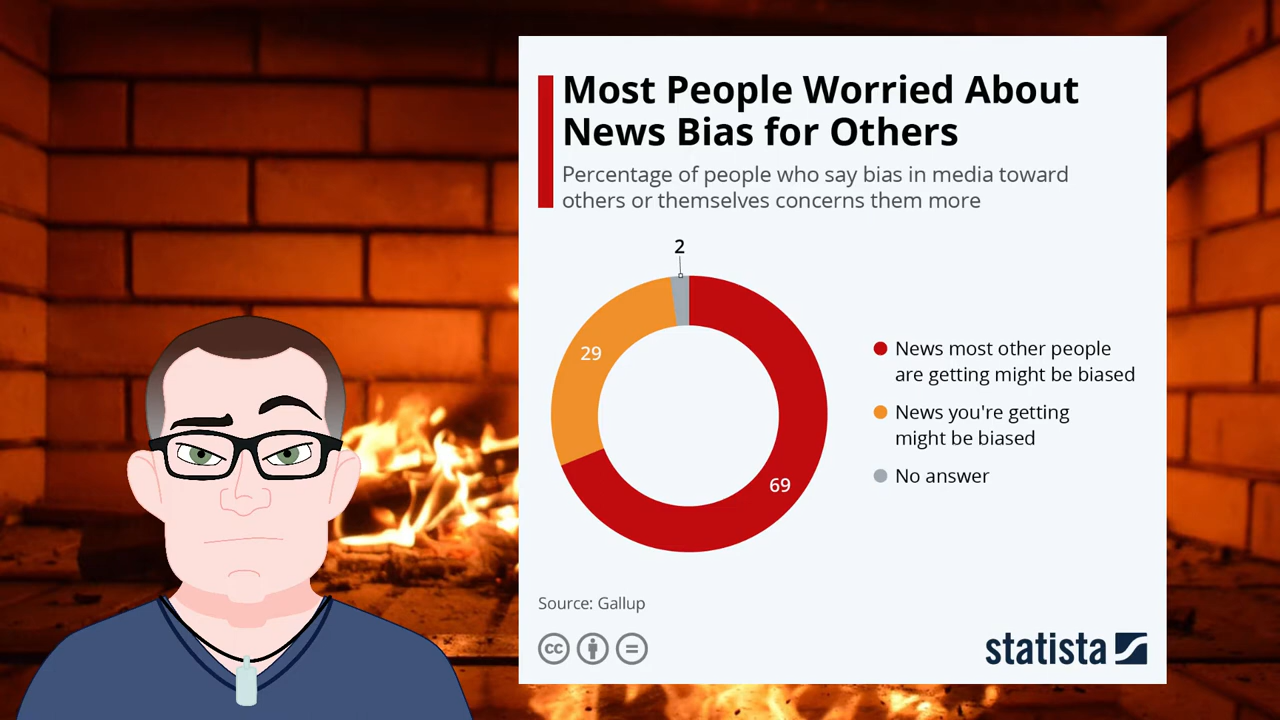 Most People Worried About
News Bias for Others
Percentage of people who say bias in media toward
others or themselves concerns them more
2
29
69
News most other people
are getting might be biased
News you're getting
might be biased
No answer
Source: Gallup
cc
statista